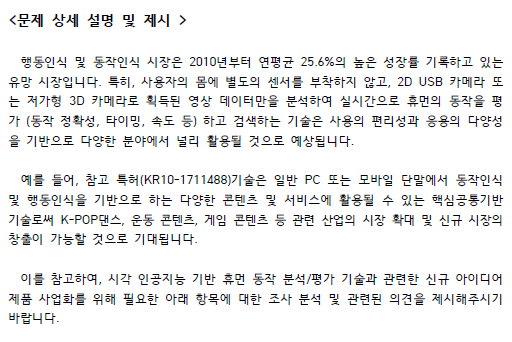 <문제 상세 설명 및 제시 >
행동인식 및 동작인식 시장은 2010년부터 연평균 25.6%의 높은 성장률 기록하고 있는
유망 시장입니다. 특히, 사용자의 몸에 별도의 센서를 부착하지 않고, 2D USB 카메라 또
는 저가형 3D 카메라로 획득된 영상 데이터만을 분석하여 실시간으로 휴먼의 동작을 평
가 (동작 정확성, 타이밍, 속도 등) 하고 검색하는 기술은 사용의 편리성과 응용의 다양성
을 기반으로 다양한 분야에서 널리 활용될 것으로 예상됩니다.
예를 들어, 참고 특허(KR10-1711488)기술은 일반 PC 또는 모바일 단말에서 동작인식
및 행동인식을 기반으로 하는 다양한 콘텐츠 및 서비스에 활용될 수 있는 핵심공통기반
기술로써 K-POP댄스, 운동 콘텐츠, 게임 콘텐츠 등 관련 산업의 시장 확대 및 신규 시장의
창출이 가능할 것으로 기대됩니다.
이를 참고하여, 시각 인공지능 기반 휴먼 동작 분석/평가 기술과 관련한 신규 아이디어
제품 사업화를 위해 필요한 아래 항목에 대한 조사 분석 및 관련된 의견을 제시해주시기
바랍니다.